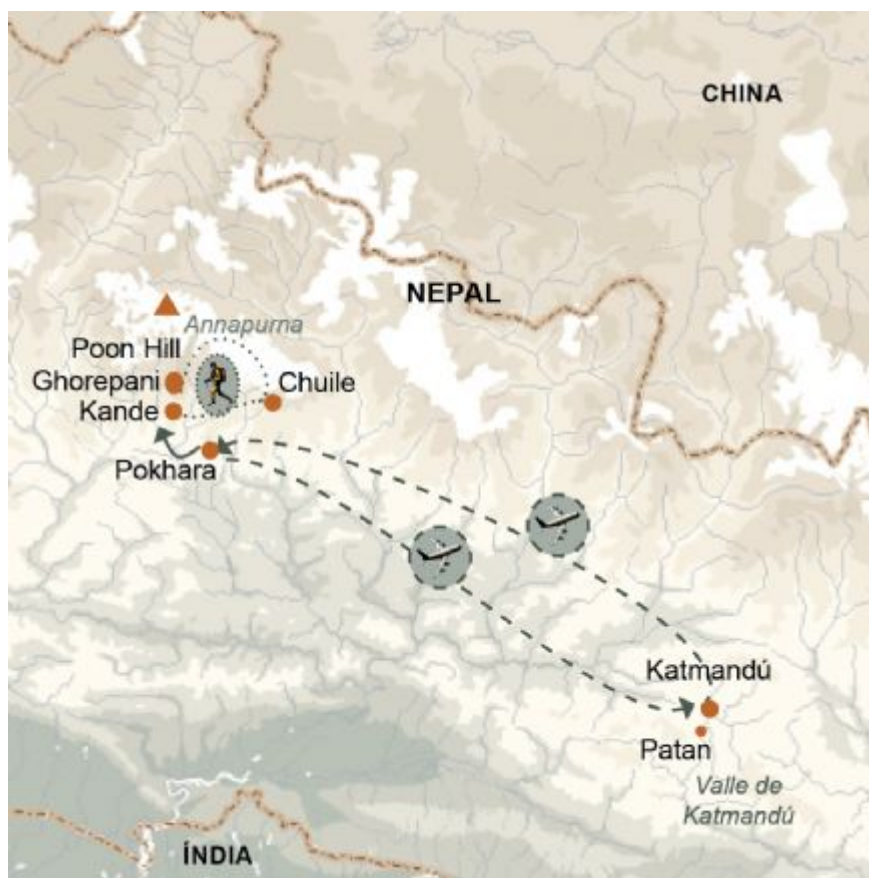 CHINA
NEPAL
Annapurna
Poon Hill
Ghorepani
Chuile
Kande
Pokhara
Katmandú
Patan
Valle de
Katmandú
ÍNDIA